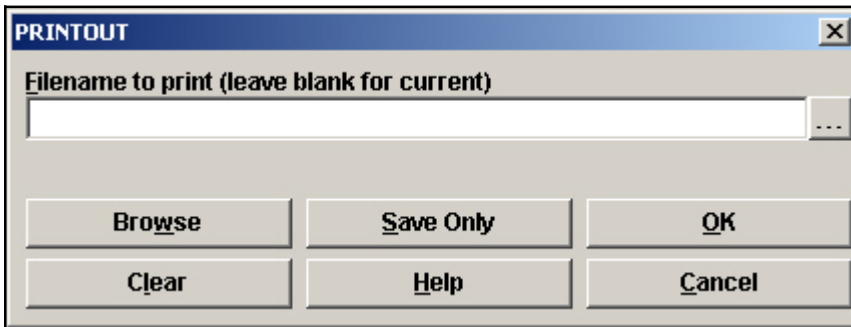 PRINTOUT
Filename to print (leave blank for current)
...
Browse Save Only OK
Clear Help Cancel